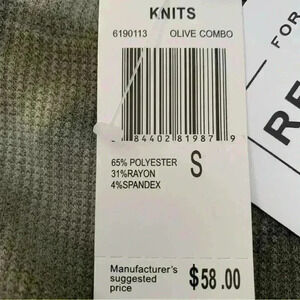 KNITS
6190113 OLIVE COMBO
84402 81987 9
65% POLYESTER
31%RAYON
4%SPANDEX
S
Manufacturer's
suggested
price
$58.00
FOR